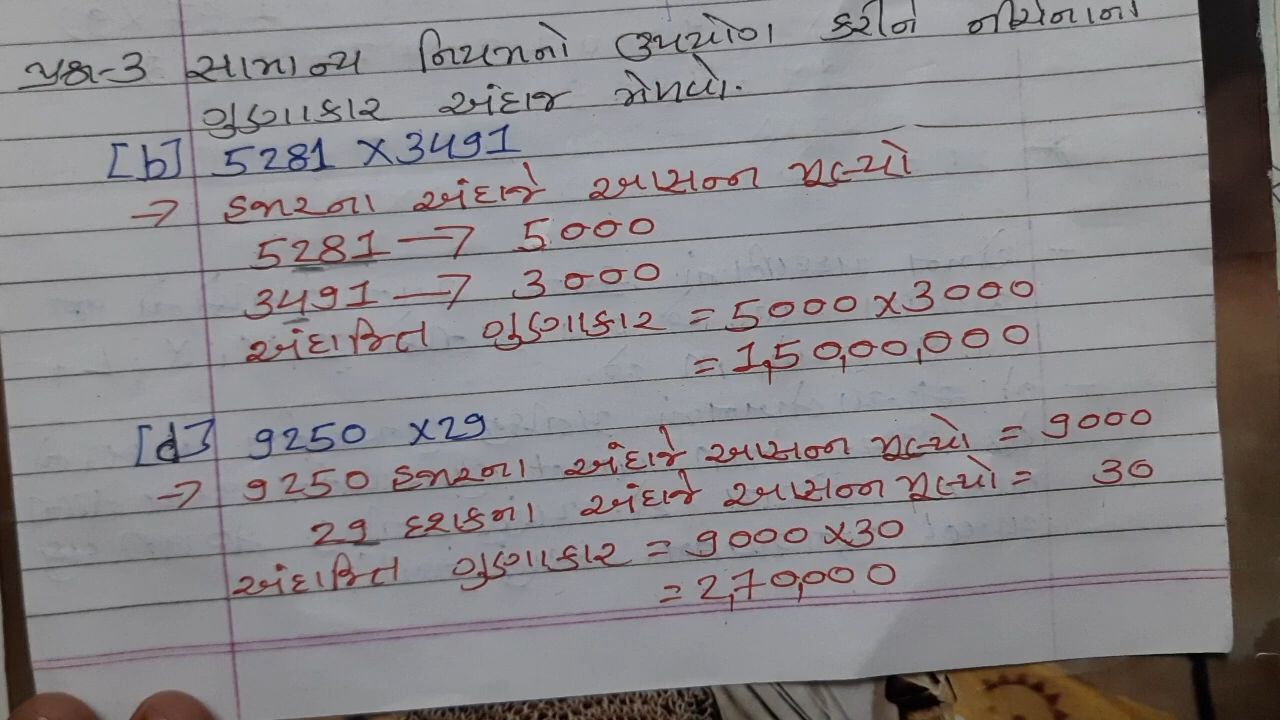 પ્રશ્ન-3 સામાન્ય નિયમનો ઉપયોગ કરીને નીચેનાના
ગુણાકાર અંદાજ મેળવો.
[b] 5281 x 3491
→ હજારના અંદાજે આસન્ન મૂલ્યો
5281 → 5000
3491 → 3000
અંદાજિત ગુણાકાર = 5000 x 3000
= 1,50,00,000
[d] 9250 x 29
→ 9250 હજારના અંદાજે આસન્ન મૂલ્યો = 9000
29 દશકના અંદાજે આસન્ન મૂલ્યો = 30
અંદાજિત ગુણાકાર = 9000 x 30
= 2,70,000